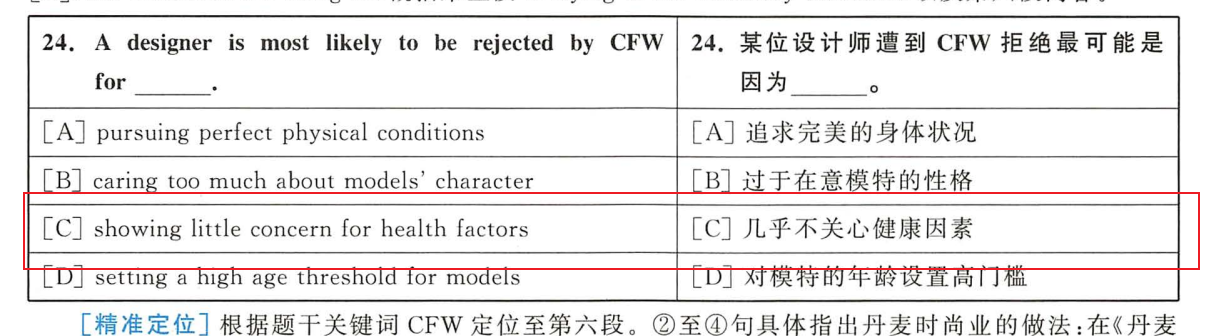 24. A designer is most likely to be rejected by CFW
for ______.
24. 某位设计师遭到 CFW 拒绝最可能是
因为______。
[A] pursuing perfect physical conditions
[A] 追求完美的身体状况
[B] caring too much about models' character
[B] 过于在意模特的性格
[C] showing little concern for health factors
[C] 几乎不关心健康因素
[D] setting a high age threshold for models
[D] 对模特的年龄设置高门槛
[精准定位] 根据题干关键词 CFW 定位至第六段。②至④句具体指出丹麦时尚业的做法:在《丹麦